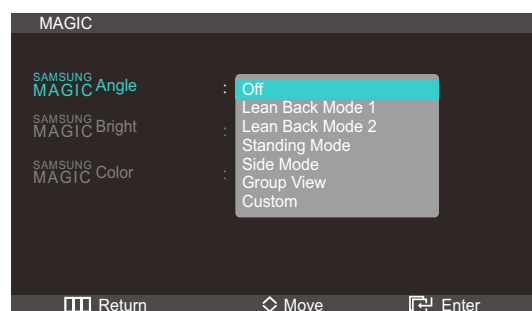 MAGIC
SAMSUNG
MAGIC Angle : Off
Lean Back Mode 1
SAMSUNG
MAGIC Bright : Lean Back Mode 2
Standing Mode
SAMSUNG
MAGIC Color : Side Mode
Group View
Custom
Return Move Enter